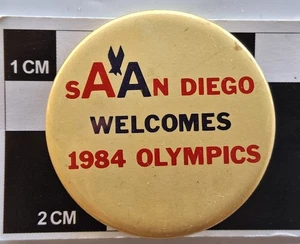 1 CM
sAAN DIEGO
WELCOMES
1984 OLYMPICS
2 CM